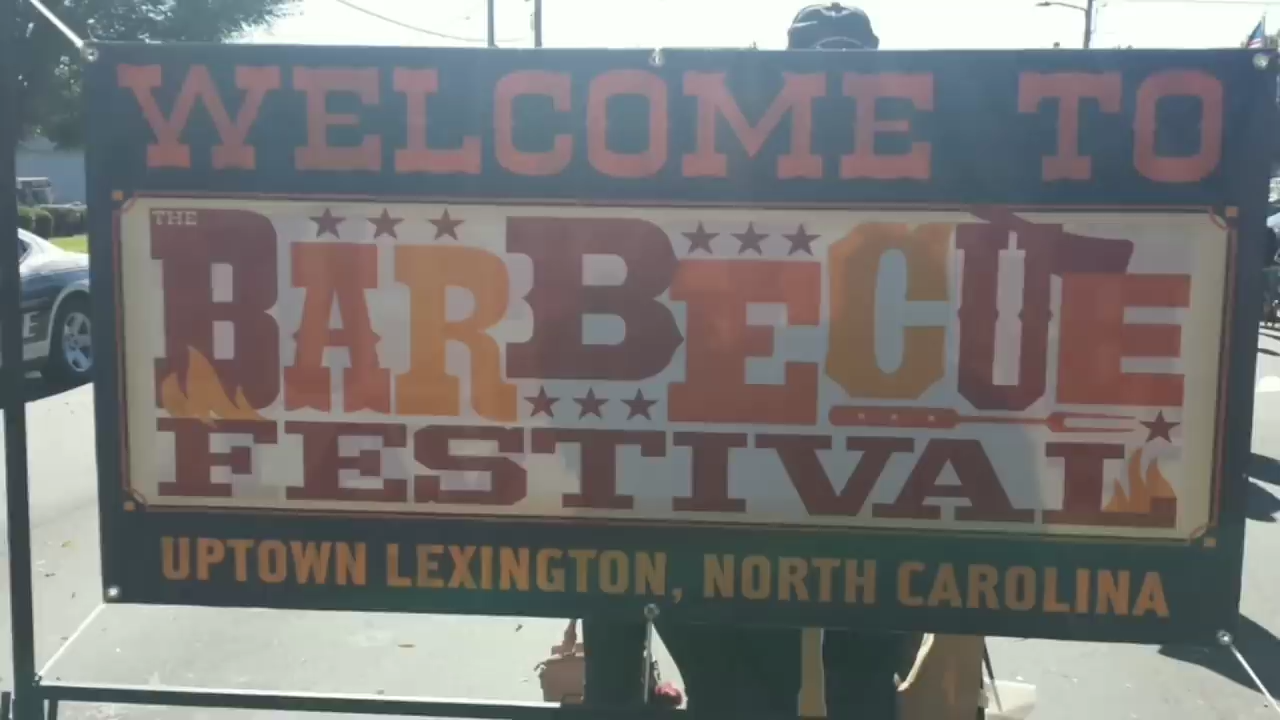 WELCOME TO
THE
BARBECUE
FESTIVAL
UPTOWN LEXINGTON, NORTH CAROLINA
E